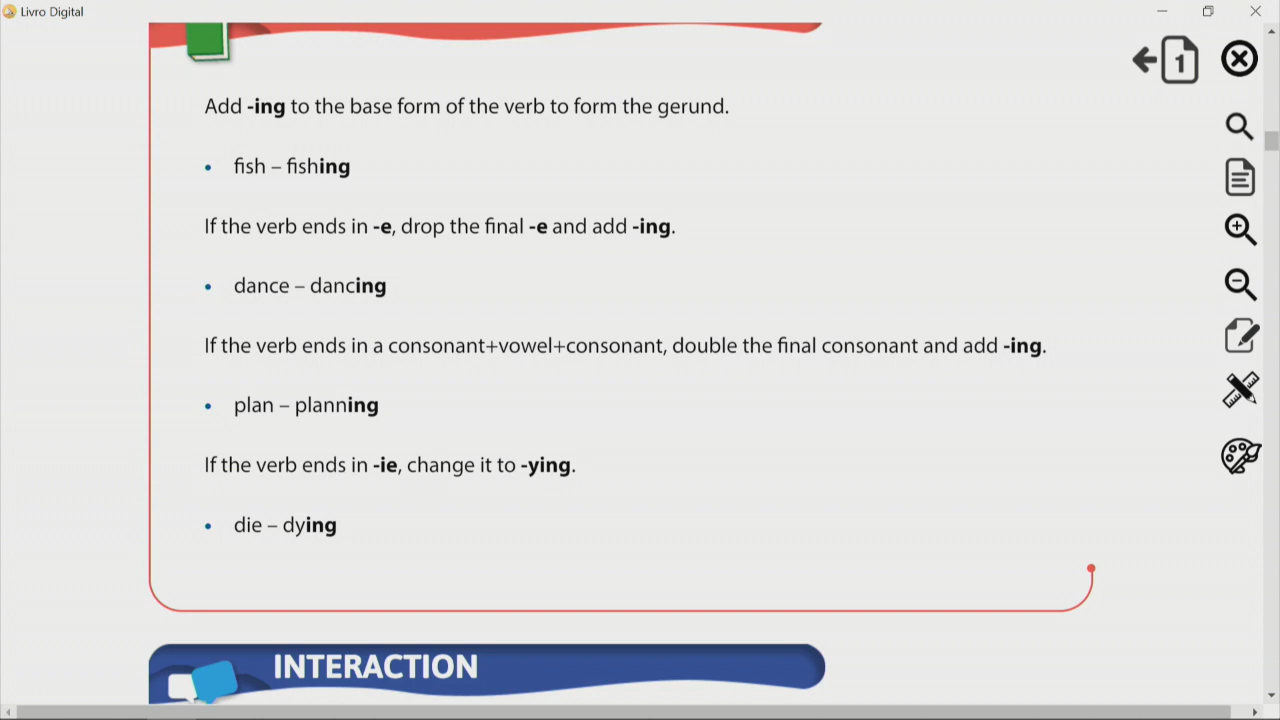 Livro Digital
1
Add -ing to the base form of the verb to form the gerund.
• fish – fishing
If the verb ends in -e, drop the final -e and add -ing.
• dance – dancing
If the verb ends in a consonant+vowel+consonant, double the final consonant and add -ing.
• plan – planning
If the verb ends in -ie, change it to -ying.
• die – dying
INTERACTION